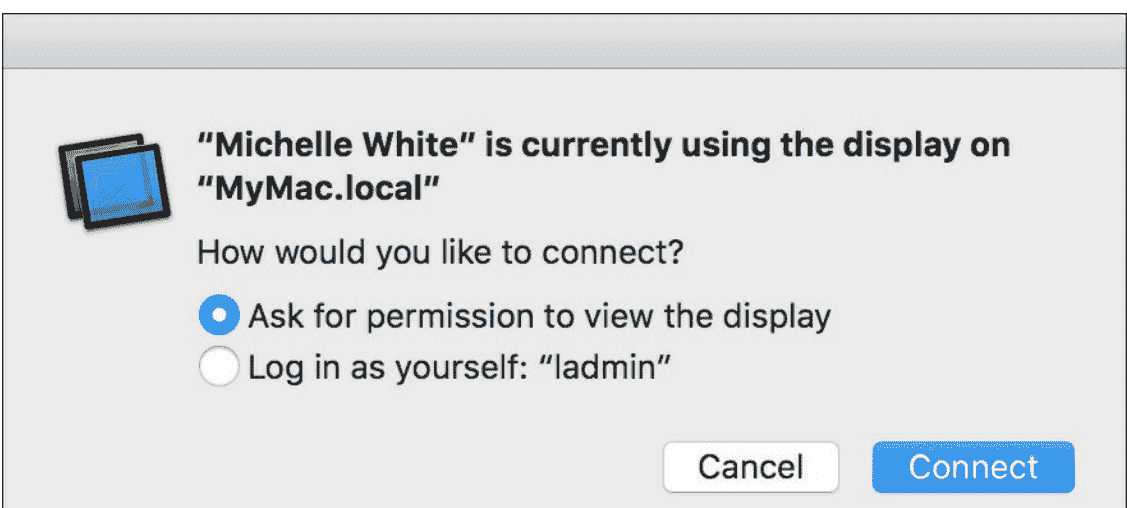 “Michelle White” is currently using the display on
“MyMac.local”
How would you like to connect?
Ask for permission to view the display
Log in as yourself: “ladmin”
Cancel Connect